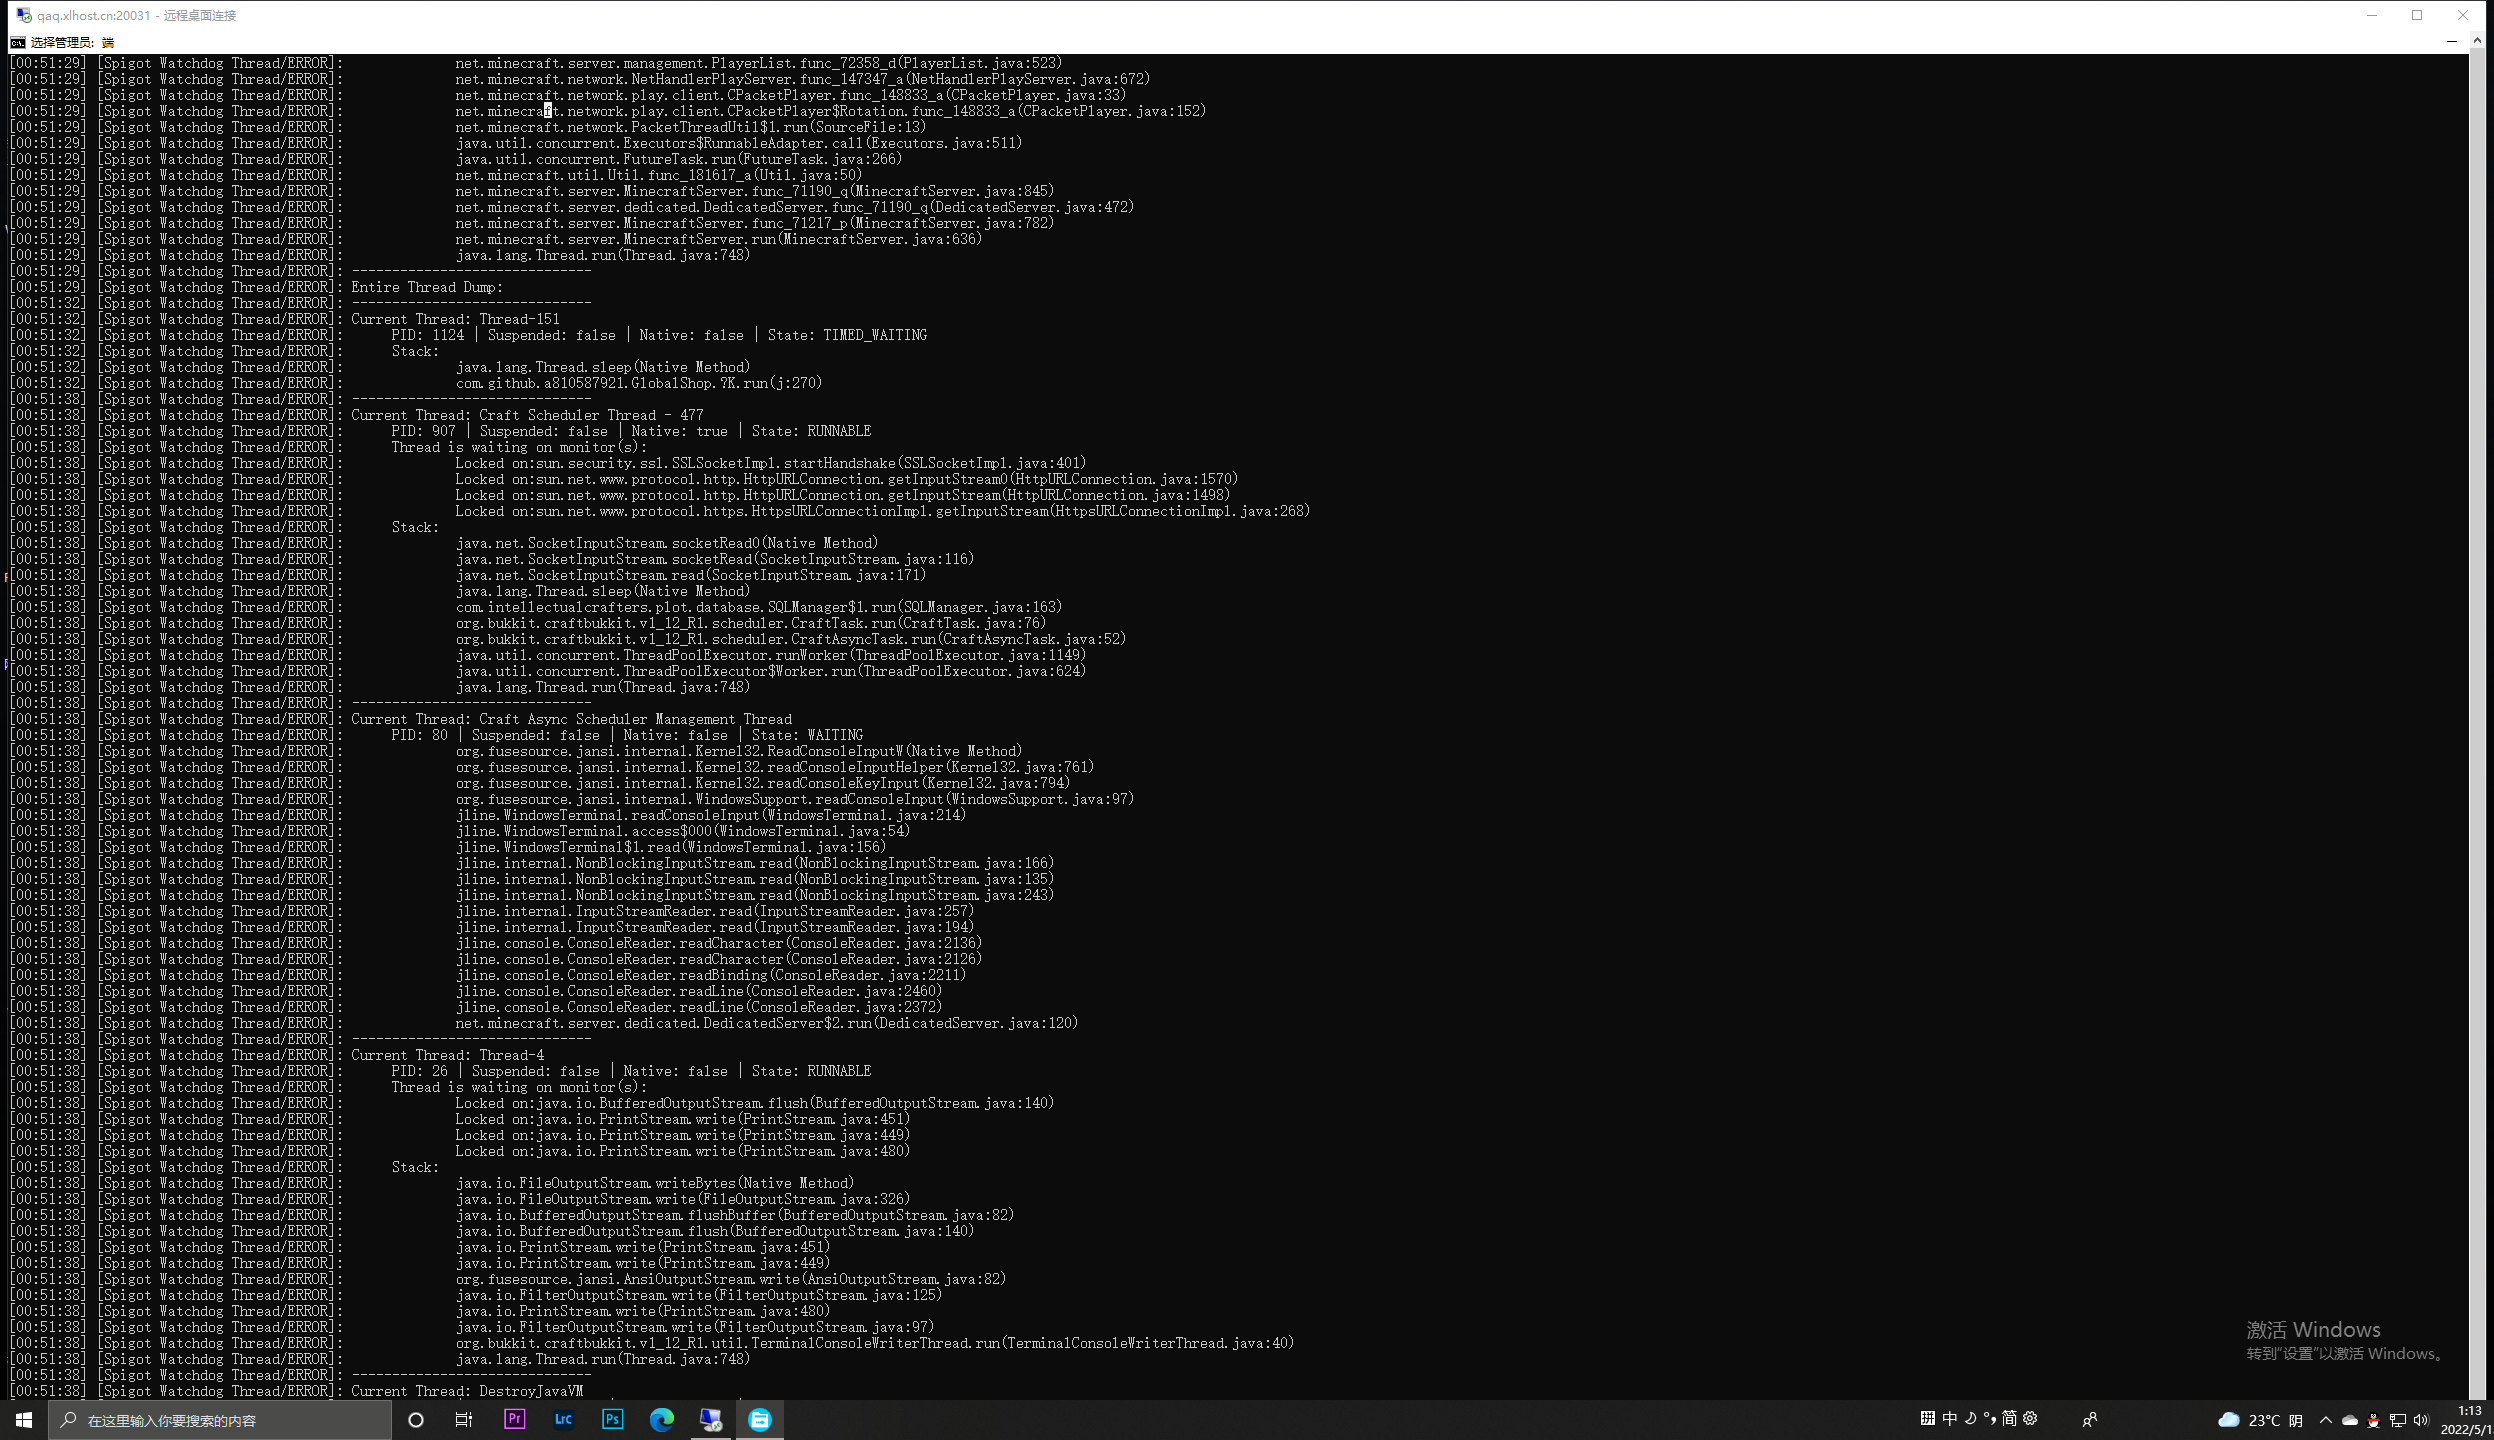 qaq.xlhost.cn:20031 - 远程桌面连接
选择管理员: 端
[00:51:29] [Spigot Watchdog Thread/ERROR]: net.minecraft.server.management.PlayerList.func_72358_d(PlayerList.java:523)
[00:51:29] [Spigot Watchdog Thread/ERROR]: net.minecraft.network.NetHandlerPlayServer.func_147347_a(NetHandlerPlayServer.java:672)
[00:51:29] [Spigot Watchdog Thread/ERROR]: net.minecraft.network.play.client.CPacketPlayer.func_148833_a(CPacketPlayer.java:33)
[00:51:29] [Spigot Watchdog Thread/ERROR]: net.minecraft.network.play.client.CPacketPlayer$Rotation.func_148833_a(CPacketPlayer.java:152)
[00:51:29] [Spigot Watchdog Thread/ERROR]: net.minecraft.network.PacketThreadUtil$1.run(SourceFile:13)
[00:51:29] [Spigot Watchdog Thread/ERROR]: java.util.concurrent.Executors$RunnableAdapter.call(Executors.java:511)
[00:51:29] [Spigot Watchdog Thread/ERROR]: java.util.concurrent.FutureTask.run(FutureTask.java:266)
[00:51:29] [Spigot Watchdog Thread/ERROR]: net.minecraft.util.Util.func_181617_a(Util.java:50)
[00:51:29] [Spigot Watchdog Thread/ERROR]: net.minecraft.server.MinecraftServer.func_71190_q(MinecraftServer.java:845)
[00:51:29] [Spigot Watchdog Thread/ERROR]: net.minecraft.server.dedicated.DedicatedServer.func_71190_q(DedicatedServer.java:472)
[00:51:29] [Spigot Watchdog Thread/ERROR]: net.minecraft.server.MinecraftServer.func_71217_p(MinecraftServer.java:782)
[00:51:29] [Spigot Watchdog Thread/ERROR]: net.minecraft.server.MinecraftServer.run(MinecraftServer.java:636)
[00:51:29] [Spigot Watchdog Thread/ERROR]: java.lang.Thread.run(Thread.java:748)
[00:51:29] [Spigot Watchdog Thread/ERROR]: ------------------------------
[00:51:29] [Spigot Watchdog Thread/ERROR]: Entire Thread Dump:
[00:51:32] [Spigot Watchdog Thread/ERROR]: ------------------------------
[00:51:32] [Spigot Watchdog Thread/ERROR]: Current Thread: Thread-151
[00:51:32] [Spigot Watchdog Thread/ERROR]: PID: 1124 | Suspended: false | Native: false | State: TIMED_WAITING
[00:51:32] [Spigot Watchdog Thread/ERROR]: Stack:
[00:51:32] [Spigot Watchdog Thread/ERROR]: java.lang.Thread.sleep(Native Method)
[00:51:32] [Spigot Watchdog Thread/ERROR]: com.github.a810587921.GlobalShop.?K.run(j:270)
[00:51:38] [Spigot Watchdog Thread/ERROR]: ------------------------------
[00:51:38] [Spigot Watchdog Thread/ERROR]: Current Thread: Craft Scheduler Thread - 477
[00:51:38] [Spigot Watchdog Thread/ERROR]: PID: 907 | Suspended: false | Native: true | State: RUNNABLE
[00:51:38] [Spigot Watchdog Thread/ERROR]: Thread is waiting on monitor(s):
[00:51:38] [Spigot Watchdog Thread/ERROR]: Locked on:sun.security.ssl.SSLSocketImpl.startHandshake(SSLSocketImpl.java:401)
[00:51:38] [Spigot Watchdog Thread/ERROR]: Locked on:sun.net.www.protocol.http.HttpURLConnection.getInputStream0(HttpURLConnection.java:1570)
[00:51:38] [Spigot Watchdog Thread/ERROR]: Locked on:sun.net.www.protocol.http.HttpURLConnection.getInputStream(HttpURLConnection.java:1498)
[00:51:38] [Spigot Watchdog Thread/ERROR]: Locked on:sun.net.www.protocol.https.HttpsURLConnectionImpl.getInputStream(HttpsURLConnectionImpl.java:268)
[00:51:38] [Spigot Watchdog Thread/ERROR]: Stack:
[00:51:38] [Spigot Watchdog Thread/ERROR]: java.net.SocketInputStream.socketRead0(Native Method)
[00:51:38] [Spigot Watchdog Thread/ERROR]: java.net.SocketInputStream.socketRead(SocketInputStream.java:116)
[00:51:38] [Spigot Watchdog Thread/ERROR]: java.net.SocketInputStream.read(SocketInputStream.java:171)
[00:51:38] [Spigot Watchdog Thread/ERROR]: java.lang.Thread.sleep(Native Method)
[00:51:38] [Spigot Watchdog Thread/ERROR]: com.intellectualcrafters.plot.database.SQLManager$1.run(SQLManager.java:163)
[00:51:38] [Spigot Watchdog Thread/ERROR]: org.bukkit.craftbukkit.v1_12_R1.scheduler.CraftTask.run(CraftTask.java:76)
[00:51:38] [Spigot Watchdog Thread/ERROR]: org.bukkit.craftbukkit.v1_12_R1.scheduler.CraftAsyncTask.run(CraftAsyncTask.java:52)
[00:51:38] [Spigot Watchdog Thread/ERROR]: java.util.concurrent.ThreadPoolExecutor.runWorker(ThreadPoolExecutor.java:1149)
[00:51:38] [Spigot Watchdog Thread/ERROR]: java.util.concurrent.ThreadPoolExecutor$Worker.run(ThreadPoolExecutor.java:624)
[00:51:38] [Spigot Watchdog Thread/ERROR]: java.lang.Thread.run(Thread.java:748)
[00:51:38] [Spigot Watchdog Thread/ERROR]: ------------------------------
[00:51:38] [Spigot Watchdog Thread/ERROR]: Current Thread: Craft Async Scheduler Management Thread
[00:51:38] [Spigot Watchdog Thread/ERROR]: PID: 80 | Suspended: false | Native: false | State: WAITING
[00:51:38] [Spigot Watchdog Thread/ERROR]: org.fusesource.jansi.internal.Kernel32.ReadConsoleInputW(Native Method)
[00:51:38] [Spigot Watchdog Thread/ERROR]: org.fusesource.jansi.internal.Kernel32.readConsoleInputHelper(Kernel32.java:761)
[00:51:38] [Spigot Watchdog Thread/ERROR]: org.fusesource.jansi.internal.Kernel32.readConsoleKeyInput(Kernel32.java:794)
[00:51:38] [Spigot Watchdog Thread/ERROR]: org.fusesource.jansi.internal.WindowsSupport.readConsoleInput(WindowsSupport.java:97)
[00:51:38] [Spigot Watchdog Thread/ERROR]: jline.WindowsTerminal.readConsoleInput(WindowsTerminal.java:214)
[00:51:38] [Spigot Watchdog Thread/ERROR]: jline.WindowsTerminal.access$000(WindowsTerminal.java:54)
[00:51:38] [Spigot Watchdog Thread/ERROR]: jline.WindowsTerminal$1.read(WindowsTerminal.java:156)
[00:51:38] [Spigot Watchdog Thread/ERROR]: jline.internal.NonBlockingInputStream.read(NonBlockingInputStream.java:166)
[00:51:38] [Spigot Watchdog Thread/ERROR]: jline.internal.NonBlockingInputStream.read(NonBlockingInputStream.java:135)
[00:51:38] [Spigot Watchdog Thread/ERROR]: jline.internal.NonBlockingInputStream.read(NonBlockingInputStream.java:243)
[00:51:38] [Spigot Watchdog Thread/ERROR]: jline.internal.InputStreamReader.read(InputStreamReader.java:257)
[00:51:38] [Spigot Watchdog Thread/ERROR]: jline.internal.InputStreamReader.read(InputStreamReader.java:194)
[00:51:38] [Spigot Watchdog Thread/ERROR]: jline.console.ConsoleReader.readCharacter(ConsoleReader.java:2136)
[00:51:38] [Spigot Watchdog Thread/ERROR]: jline.console.ConsoleReader.readCharacter(ConsoleReader.java:2126)
[00:51:38] [Spigot Watchdog Thread/ERROR]: jline.console.ConsoleReader.readBinding(ConsoleReader.java:2211)
[00:51:38] [Spigot Watchdog Thread/ERROR]: jline.console.ConsoleReader.readLine(ConsoleReader.java:2460)
[00:51:38] [Spigot Watchdog Thread/ERROR]: jline.console.ConsoleReader.readLine(ConsoleReader.java:2372)
[00:51:38] [Spigot Watchdog Thread/ERROR]: net.minecraft.server.dedicated.DedicatedServer$2.run(DedicatedServer.java:120)
[00:51:38] [Spigot Watchdog Thread/ERROR]: ------------------------------
[00:51:38] [Spigot Watchdog Thread/ERROR]: Current Thread: Thread-4
[00:51:38] [Spigot Watchdog Thread/ERROR]: PID: 26 | Suspended: false | Native: false | State: RUNNABLE
[00:51:38] [Spigot Watchdog Thread/ERROR]: Thread is waiting on monitor(s):
[00:51:38] [Spigot Watchdog Thread/ERROR]: Locked on:java.io.BufferedOutputStream.flush(BufferedOutputStream.java:140)
[00:51:38] [Spigot Watchdog Thread/ERROR]: Locked on:java.io.PrintStream.write(PrintStream.java:451)
[00:51:38] [Spigot Watchdog Thread/ERROR]: Locked on:java.io.PrintStream.write(PrintStream.java:449)
[00:51:38] [Spigot Watchdog Thread/ERROR]: Locked on:java.io.PrintStream.write(PrintStream.java:480)
[00:51:38] [Spigot Watchdog Thread/ERROR]: Stack:
[00:51:38] [Spigot Watchdog Thread/ERROR]: java.io.FileOutputStream.writeBytes(Native Method)
[00:51:38] [Spigot Watchdog Thread/ERROR]: java.io.FileOutputStream.write(FileOutputStream.java:326)
[00:51:38] [Spigot Watchdog Thread/ERROR]: java.io.BufferedOutputStream.flushBuffer(BufferedOutputStream.java:82)
[00:51:38] [Spigot Watchdog Thread/ERROR]: java.io.BufferedOutputStream.flush(BufferedOutputStream.java:140)
[00:51:38] [Spigot Watchdog Thread/ERROR]: java.io.PrintStream.write(PrintStream.java:451)
[00:51:38] [Spigot Watchdog Thread/ERROR]: java.io.PrintStream.write(PrintStream.java:449)
[00:51:38] [Spigot Watchdog Thread/ERROR]: org.fusesource.jansi.AnsiOutputStream.write(AnsiOutputStream.java:82)
[00:51:38] [Spigot Watchdog Thread/ERROR]: java.io.FilterOutputStream.write(FilterOutputStream.java:125)
[00:51:38] [Spigot Watchdog Thread/ERROR]: java.io.PrintStream.write(PrintStream.java:480)
[00:51:38] [Spigot Watchdog Thread/ERROR]: java.io.FilterOutputStream.write(FilterOutputStream.java:97)
[00:51:38] [Spigot Watchdog Thread/ERROR]: org.bukkit.craftbukkit.v1_12_R1.util.TerminalConsoleWriterThread.run(TerminalConsoleWriterThread.java:40)
[00:51:38] [Spigot Watchdog Thread/ERROR]: java.lang.Thread.run(Thread.java:748)
[00:51:38] [Spigot Watchdog Thread/ERROR]: ------------------------------
[00:51:38] [Spigot Watchdog Thread/ERROR]: Current Thread: DestroyJavaVM
激活 Windows
转到"设置"以激活 Windows。
在这里输入你要搜索的内容
Pr
Lrc
Ps
拼 中 简
23°C 阴
1:13
2022/5/1